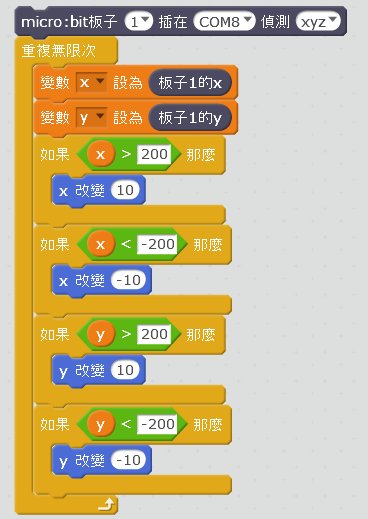 micro:bit板子 1 插在 COM8 偵測 xyz
重複無限次
變數 x 設為 板子1的x
變數 y 設為 板子1的y
如果 x > 200 那麼
x 改變 10
如果 x < -200 那麼
x 改變 -10
如果 y > 200 那麼
y 改變 10
如果 y < -200 那麼
y 改變 -10